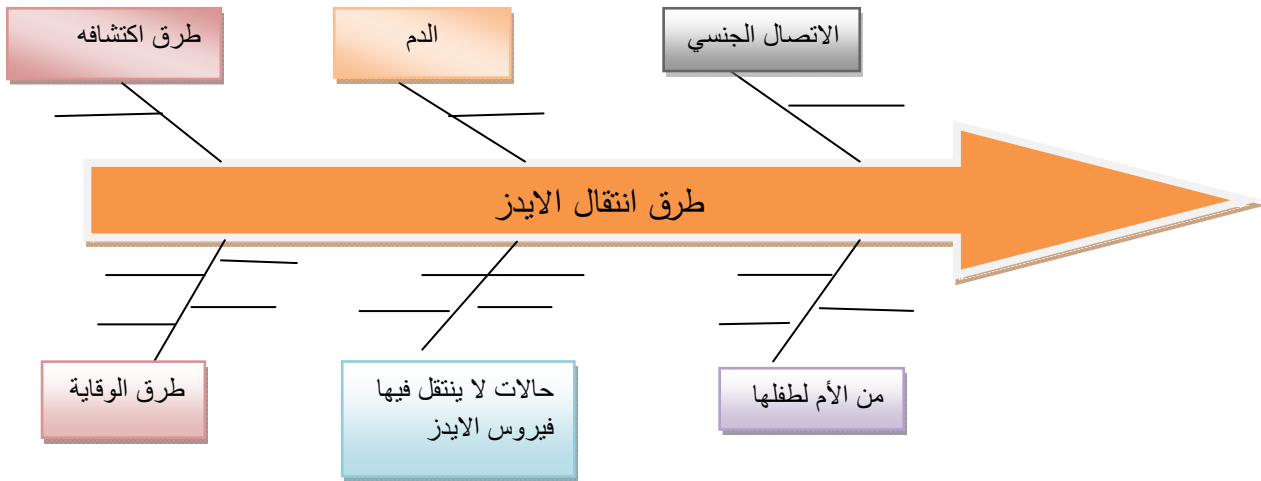 الاتصال الجنسي
الدم
طرق اكتشافه
طرق انتقال الايدز
من الأم لطفلها
حالات لا ينتقل فيها
فيروس الايدز
طرق الوقاية